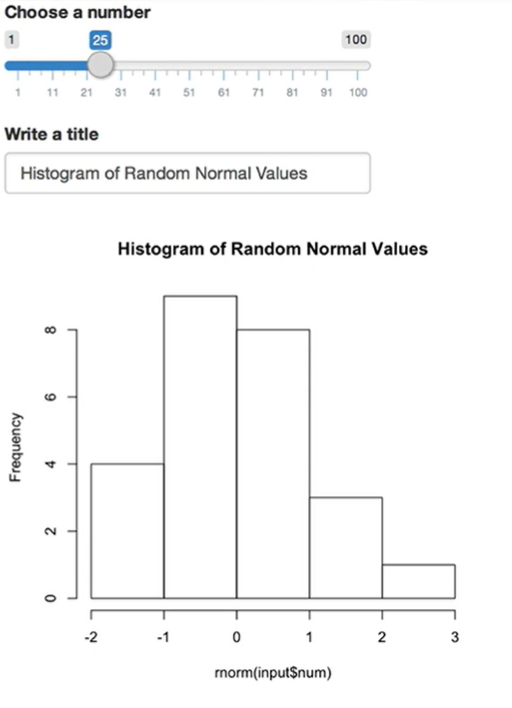 Choose a number
1 25 100
1 11 21 31 41 51 61 71 81 91 100
Write a title
Histogram of Random Normal Values
Histogram of Random Normal Values
8
6
4
2
0
Frequency
-2 -1 0 1 2 3
rnorm(input$num)